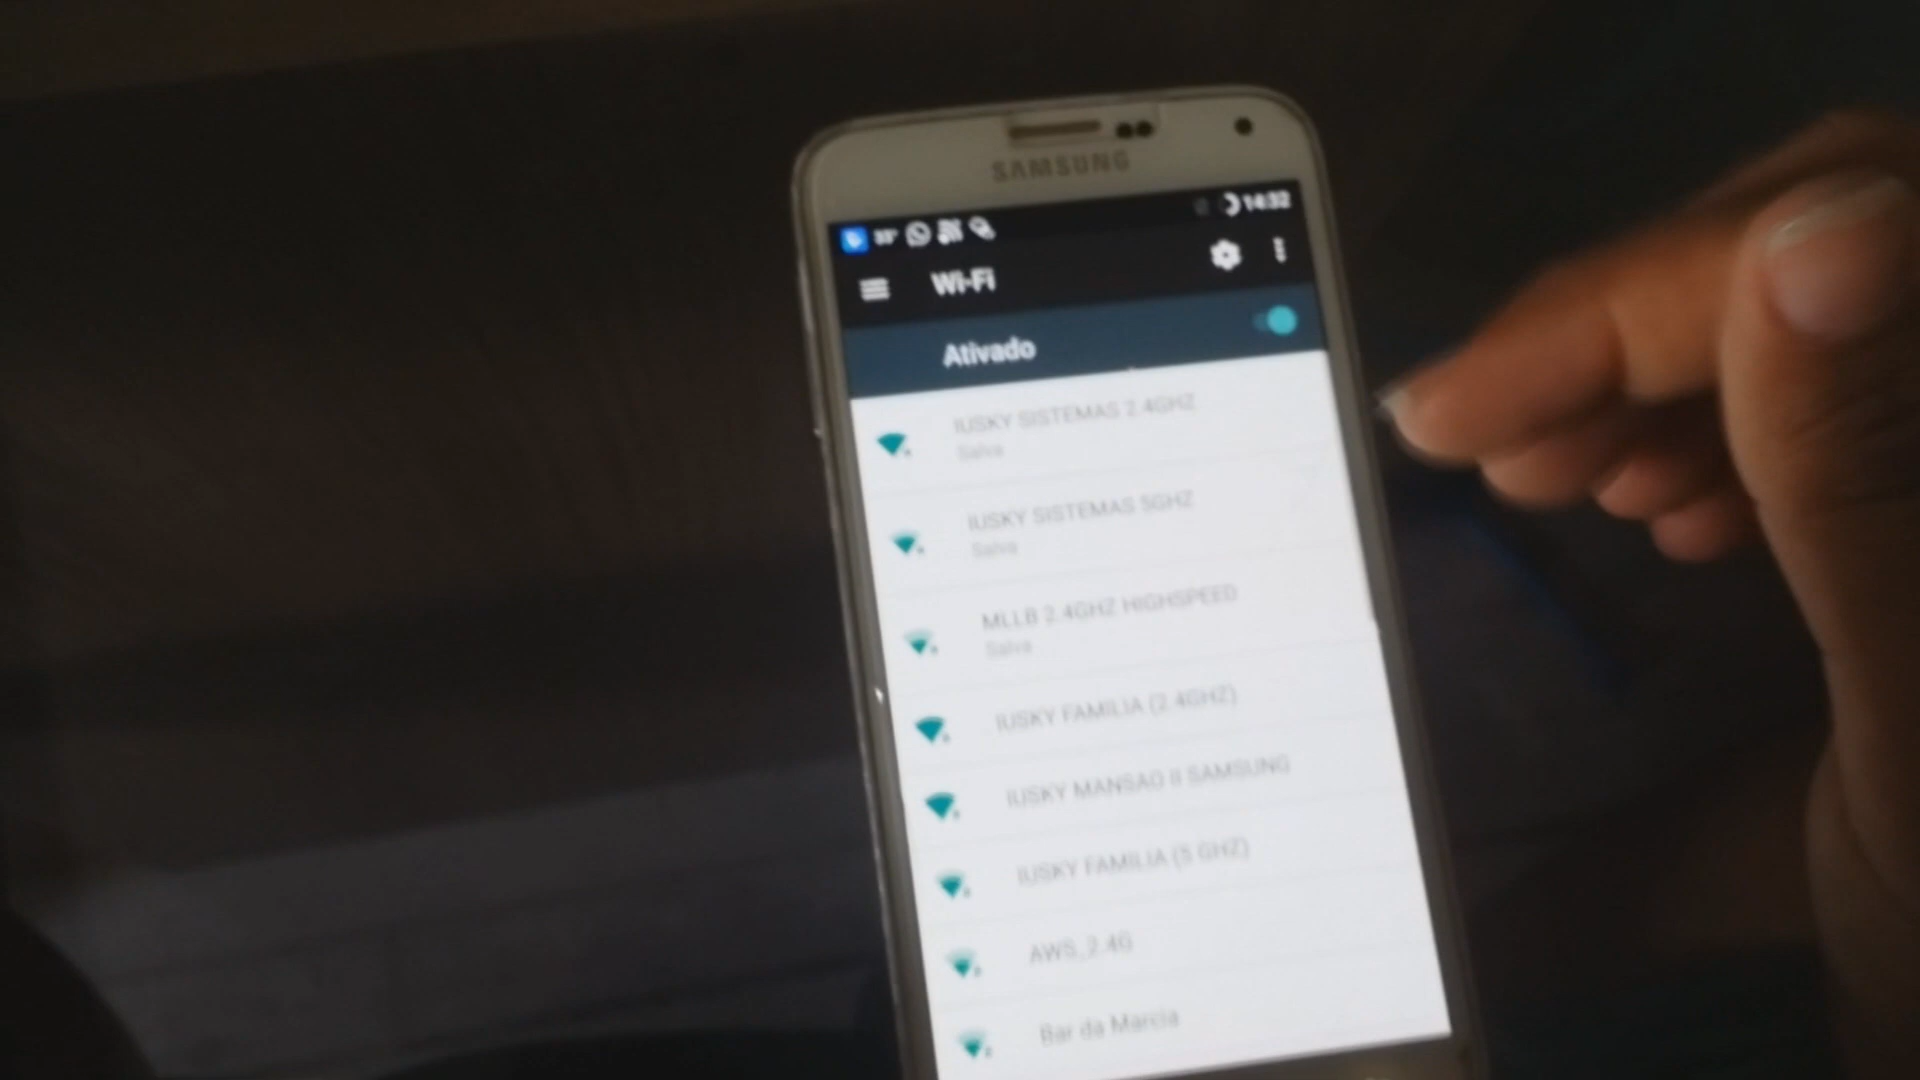 SAMSUNG
33° 14:32
Wi-Fi
Ativado
IUSKY SISTEMAS 2.4GHZ
Salva
IUSKY SISTEMAS 5GHZ
Salva
MLLB 2.4GHZ HIGHSPEED
Salva
IUSKY FAMILIA (2.4GHZ)
IUSKY MANSAO II SAMSUNG
IUSKY FAMILIA (5 GHZ)
AWS_2.4G
Bar da Marcia